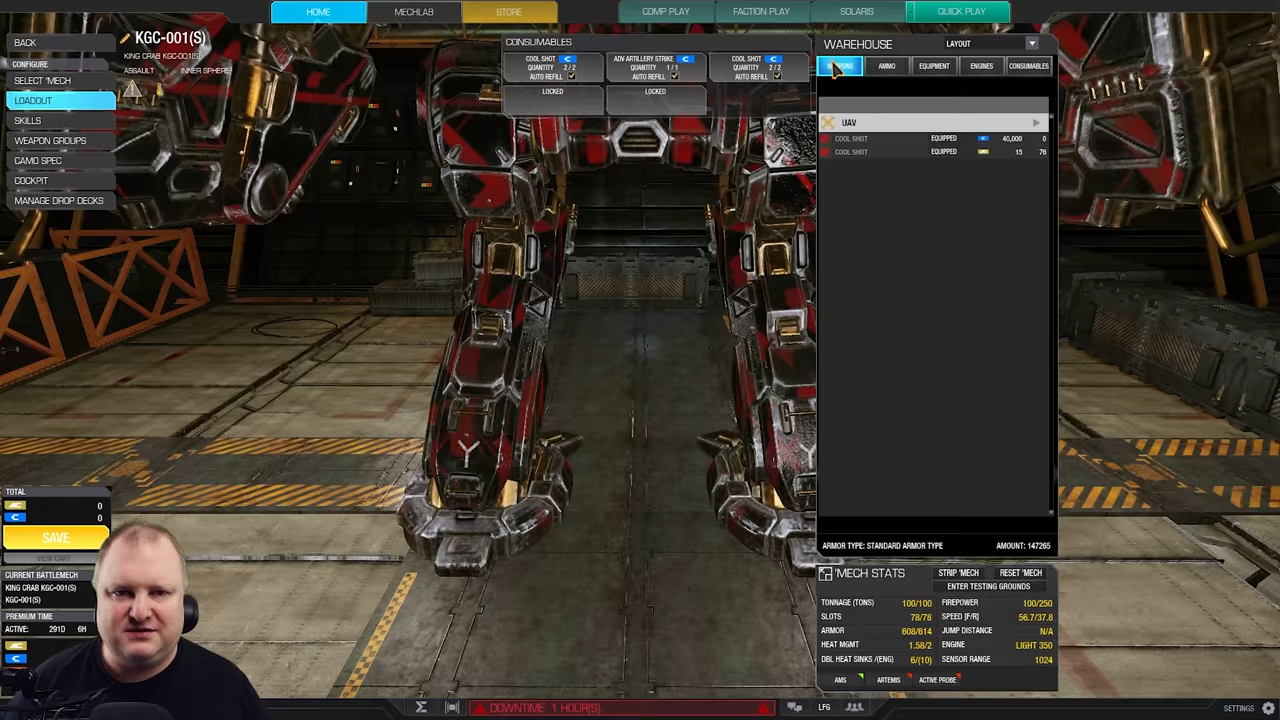 HOME
MECHLAB
STORE
COMP PLAY
FACTION PLAY
SOLARIS
QUICK PLAY
BACK
CONFIGURE
SELECT 'MECH
LOADOUT
SKILLS
WEAPON GROUPS
CAMO SPEC
COCKPIT
MANAGE DROP DECKS
KGC-001(S)
KING CRAB KGC-001(S)
ASSAULT INNER SPHERE
CONSUMABLES
COOL SHOT C
QUANTITY 2/2
AUTO REFILL
ADV ARTILLERY STRIKE C
QUANTITY 1/1
AUTO REFILL
COOL SHOT C
QUANTITY 2/2
AUTO REFILL
LOCKED
LOCKED
WAREHOUSE
LAYOUT
WEAPONS
AMMO
EQUIPMENT
ENGINES
CONSUMABLES
UAV
COOL SHOT EQUIPPED C 40,000 0
COOL SHOT EQUIPPED 15 76
ARMOR TYPE: STANDARD ARMOR TYPE AMOUNT: 147265
'MECH STATS
STRIP 'MECH
RESET 'MECH
ENTER TESTING GROUNDS
TONNAGE (TONS) 100/100
FIREPOWER 100/250
SLOTS 78/78
SPEED [F/R] 56.7/37.8
ARMOR 608/614
JUMP DISTANCE N/A
HEAT MGMT 1.58/2
ENGINE LIGHT 350
DBL HEAT SINKS /(ENG) 6/(10)
SENSOR RANGE 1024
AMS
ARTEMIS
ACTIVE PROBE
TOTAL
0
C 0
SAVE
VIEW CART
CURRENT BATTLEMECH
KING CRAB KGC-001(S)
KGC-001(S)
PREMIUM TIME
ACTIVE: 291D 6H
C
DOWNTIME: 1 HOUR(S).
LFG
SETTINGS